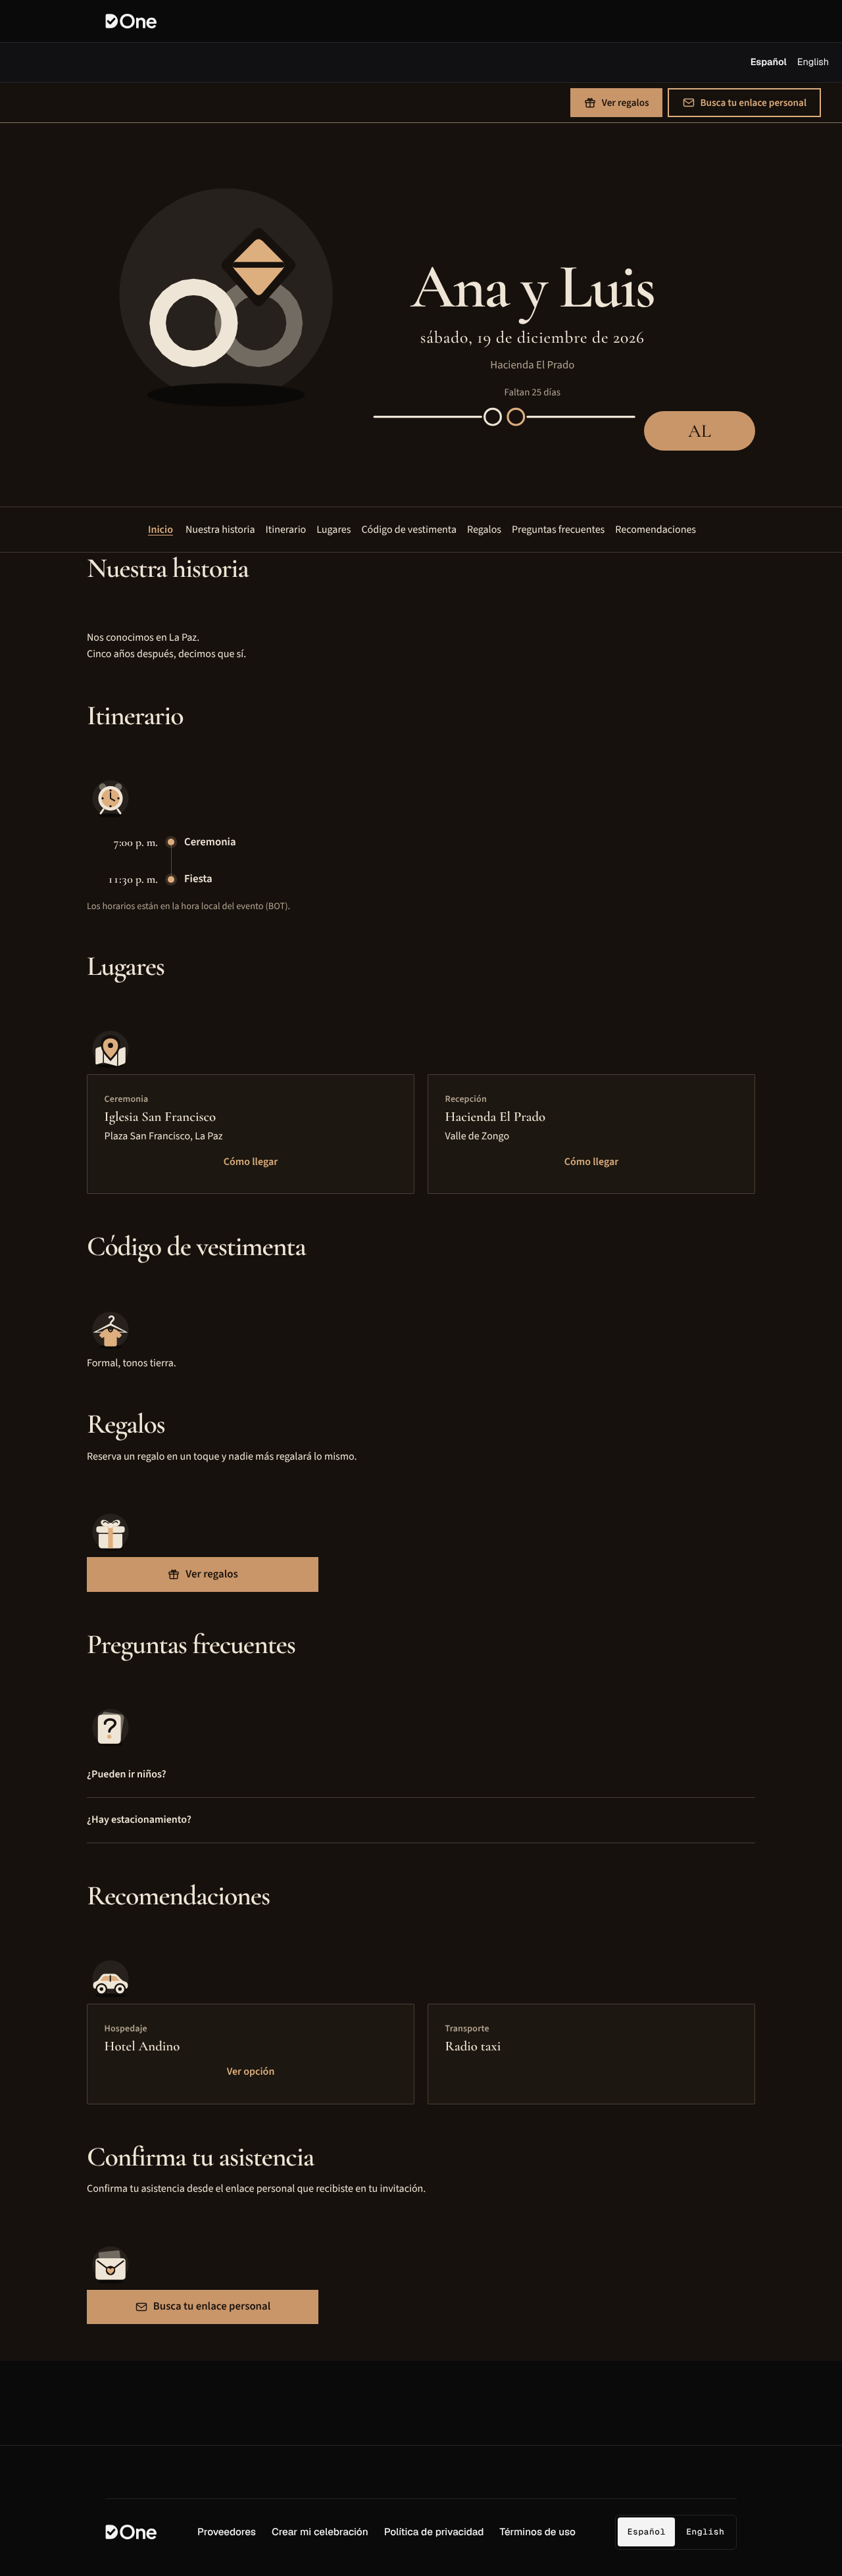 One
Español English
Ver regalos Busca tu enlace personal
Ana y Luis
sábado, 19 de diciembre de 2026
Hacienda El Prado
Faltan 25 días
AL
Inicio Nuestra historia Itinerario Lugares Código de vestimenta Regalos Preguntas frecuentes Recomendaciones
Nuestra historia
Nos conocimos en La Paz.
Cinco años después, decimos que sí.
Itinerario
7:00 p. m. Ceremonia
11:30 p. m. Fiesta
Los horarios están en la hora local del evento (BOT).
Lugares
Ceremonia
Iglesia San Francisco
Plaza San Francisco, La Paz
Cómo llegar
Recepción
Hacienda El Prado
Valle de Zongo
Cómo llegar
Código de vestimenta
Formal, tonos tierra.
Regalos
Reserva un regalo en un toque y nadie más regalará lo mismo.
Ver regalos
Preguntas frecuentes
?
¿Pueden ir niños?
¿Hay estacionamiento?
Recomendaciones
Hospedaje
Hotel Andino
Ver opción
Transporte
Radio taxi
Confirma tu asistencia
Confirma tu asistencia desde el enlace personal que recibiste en tu invitación.
Busca tu enlace personal
One Proveedores Crear mi celebración Política de privacidad Términos de uso Español English